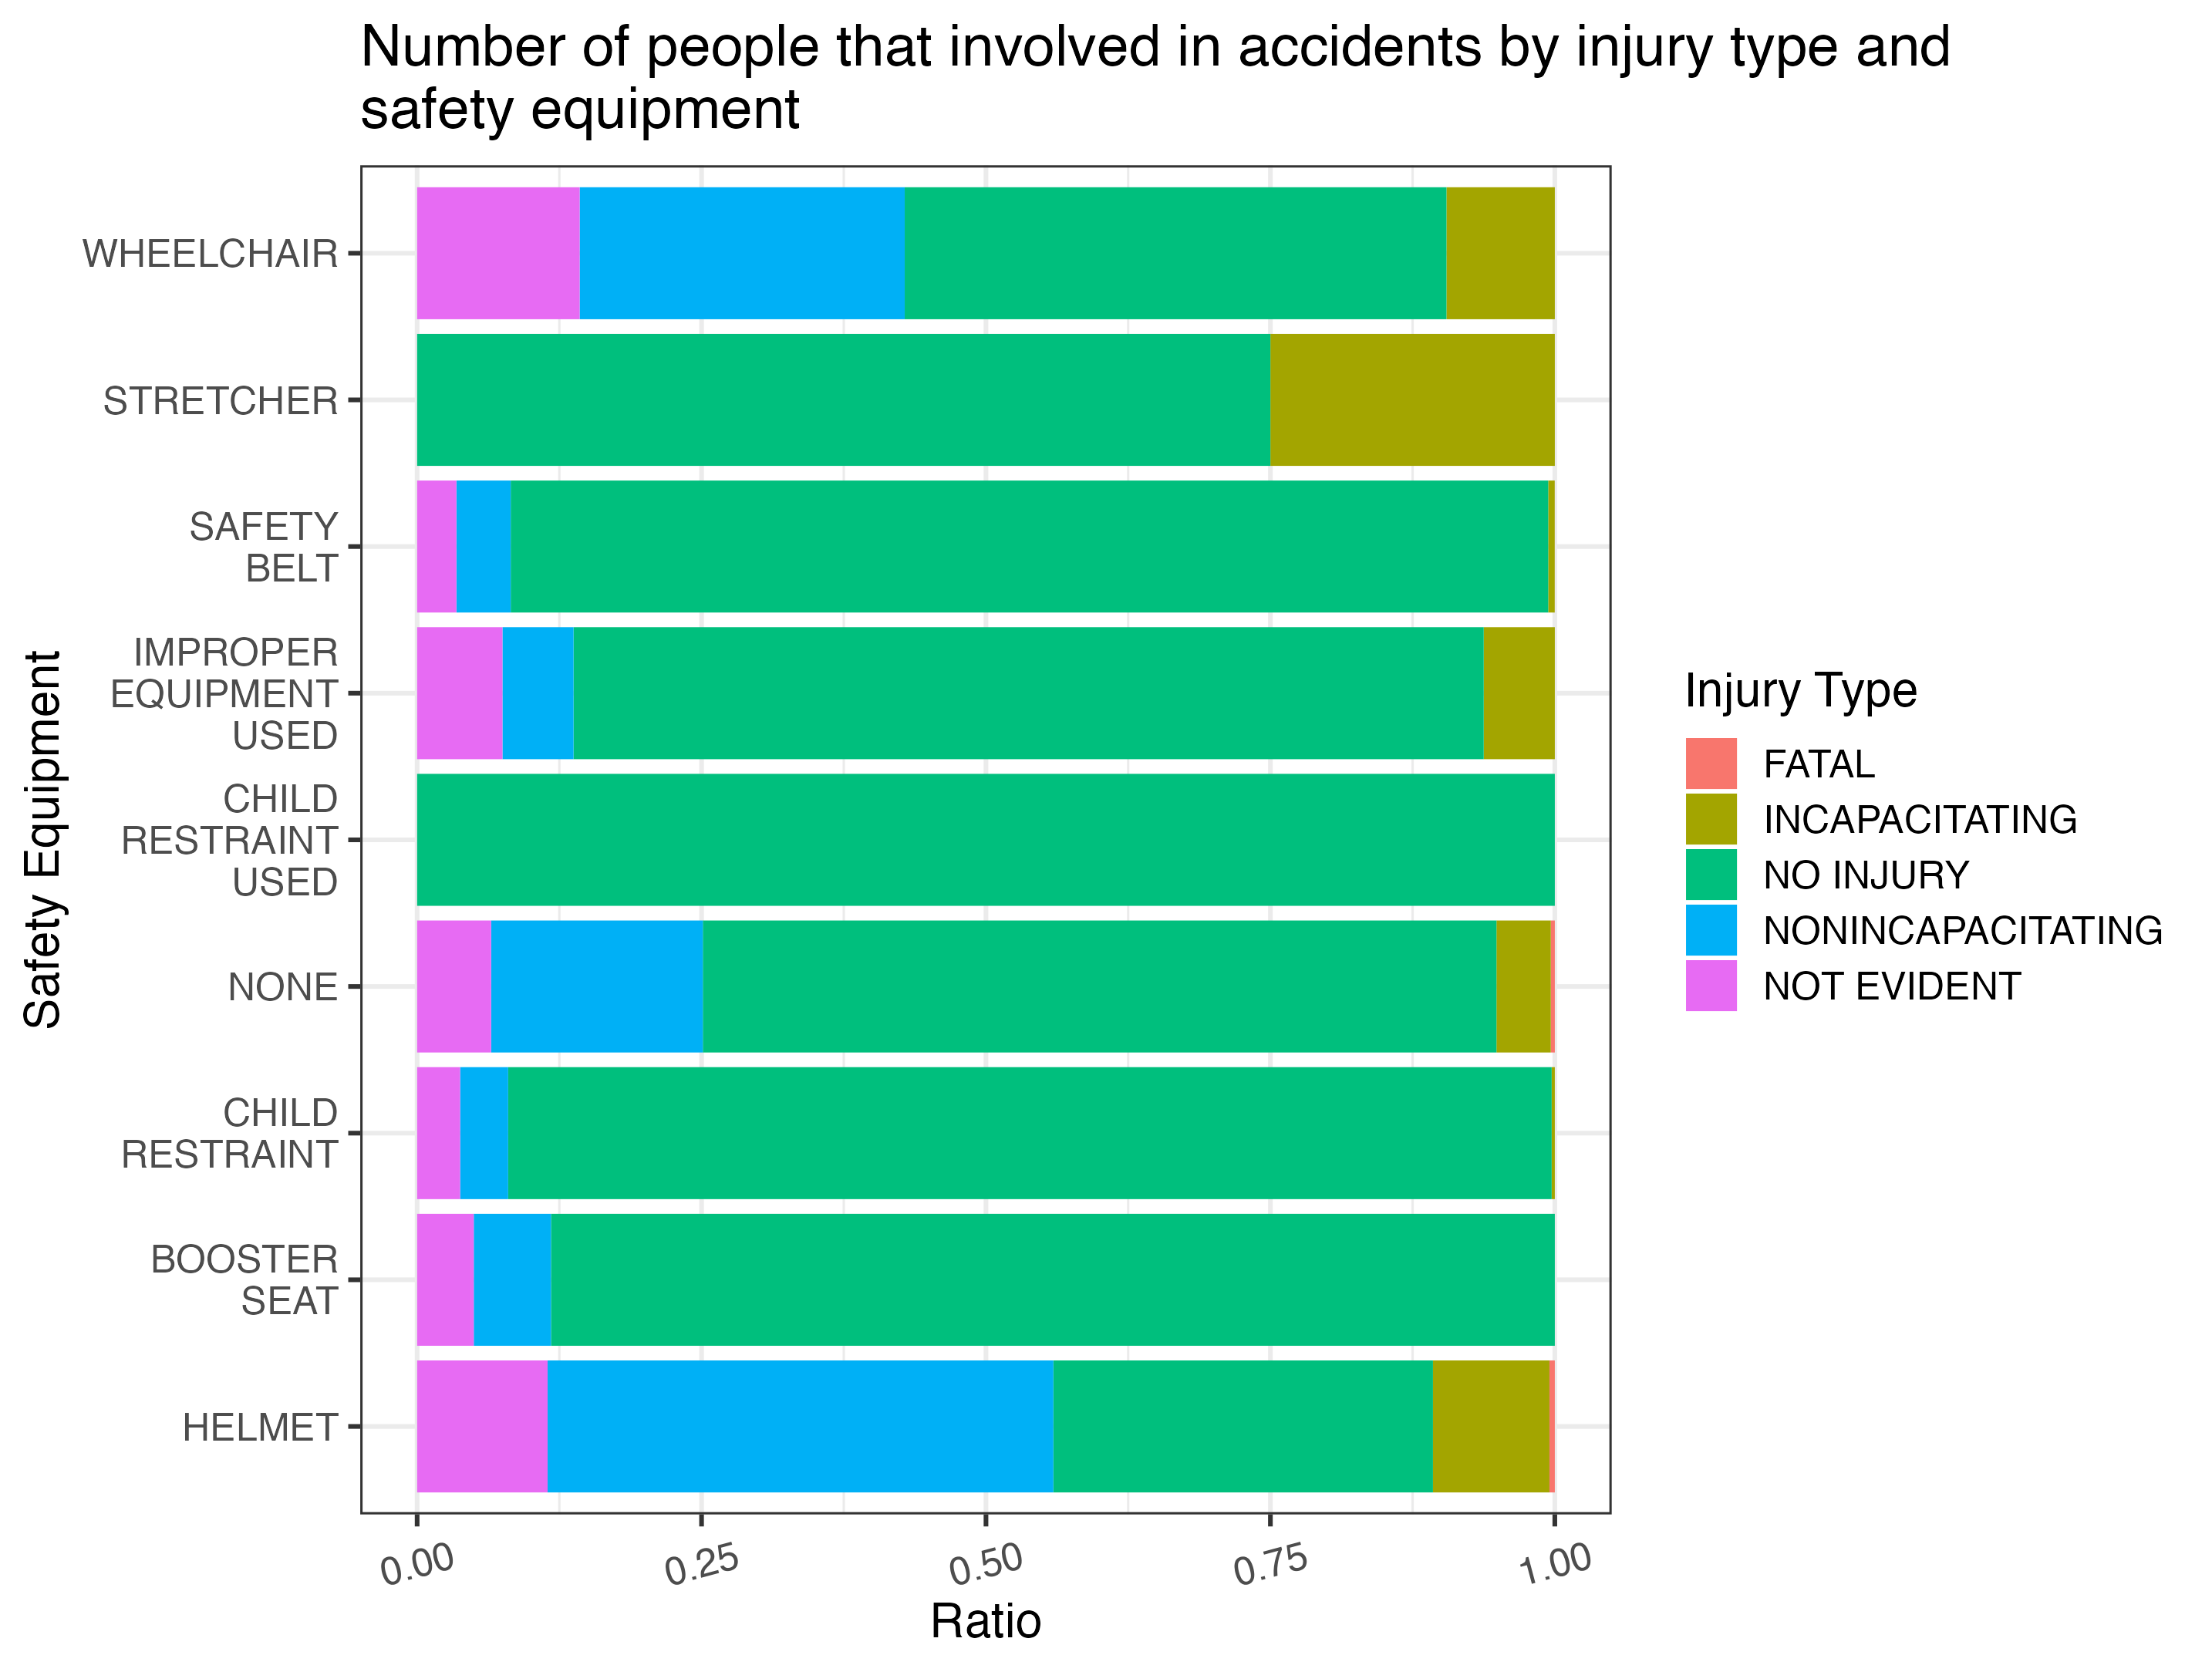 Number of people that involved in accidents by injury type and
safety equipment
Safety Equipment
WHEELCHAIR
STRETCHER
SAFETY
BELT
IMPROPER
EQUIPMENT
USED
CHILD
RESTRAINT
USED
NONE
CHILD
RESTRAINT
BOOSTER
SEAT
HELMET
0.00
0.25
0.50
0.75
1.00
Ratio
Injury Type
FATAL
INCAPACITATING
NO INJURY
NONINCAPACITATING
NOT EVIDENT